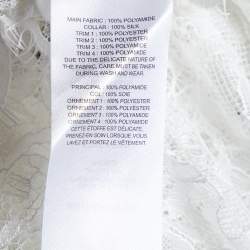 MAIN FABRIC : 100% POLYAMIDE
COLLAR : 100% SILK
TRIM 1 : 100% POLYESTER
TRIM 2 : 100% POLYESTER
TRIM 3 : 100% POLYAMIDE
TRIM 4 : 100% POLYAMIDE
DUE TO THE DELICATE NATURE OF
THE FABRIC, CARE MUST BE TAKEN
DURING WASH AND WEAR.
PRINCIPAL : 100% POLYAMIDE
COL : 100% SOIE
ORNEMENT 1 : 100% POLYESTER
ORNEMENT 2 : 100% POLYESTER
ORNEMENT 3 : 100% POLYAMIDE
ORNEMENT 4 : 100% POLYAMIDE
CETTE ÉTOFFE EST DÉLICATE,
PRENEZ-EN SOIN LORSQUE VOUS
LAVEZ ET PORTEZ LE VÊTEMENT.